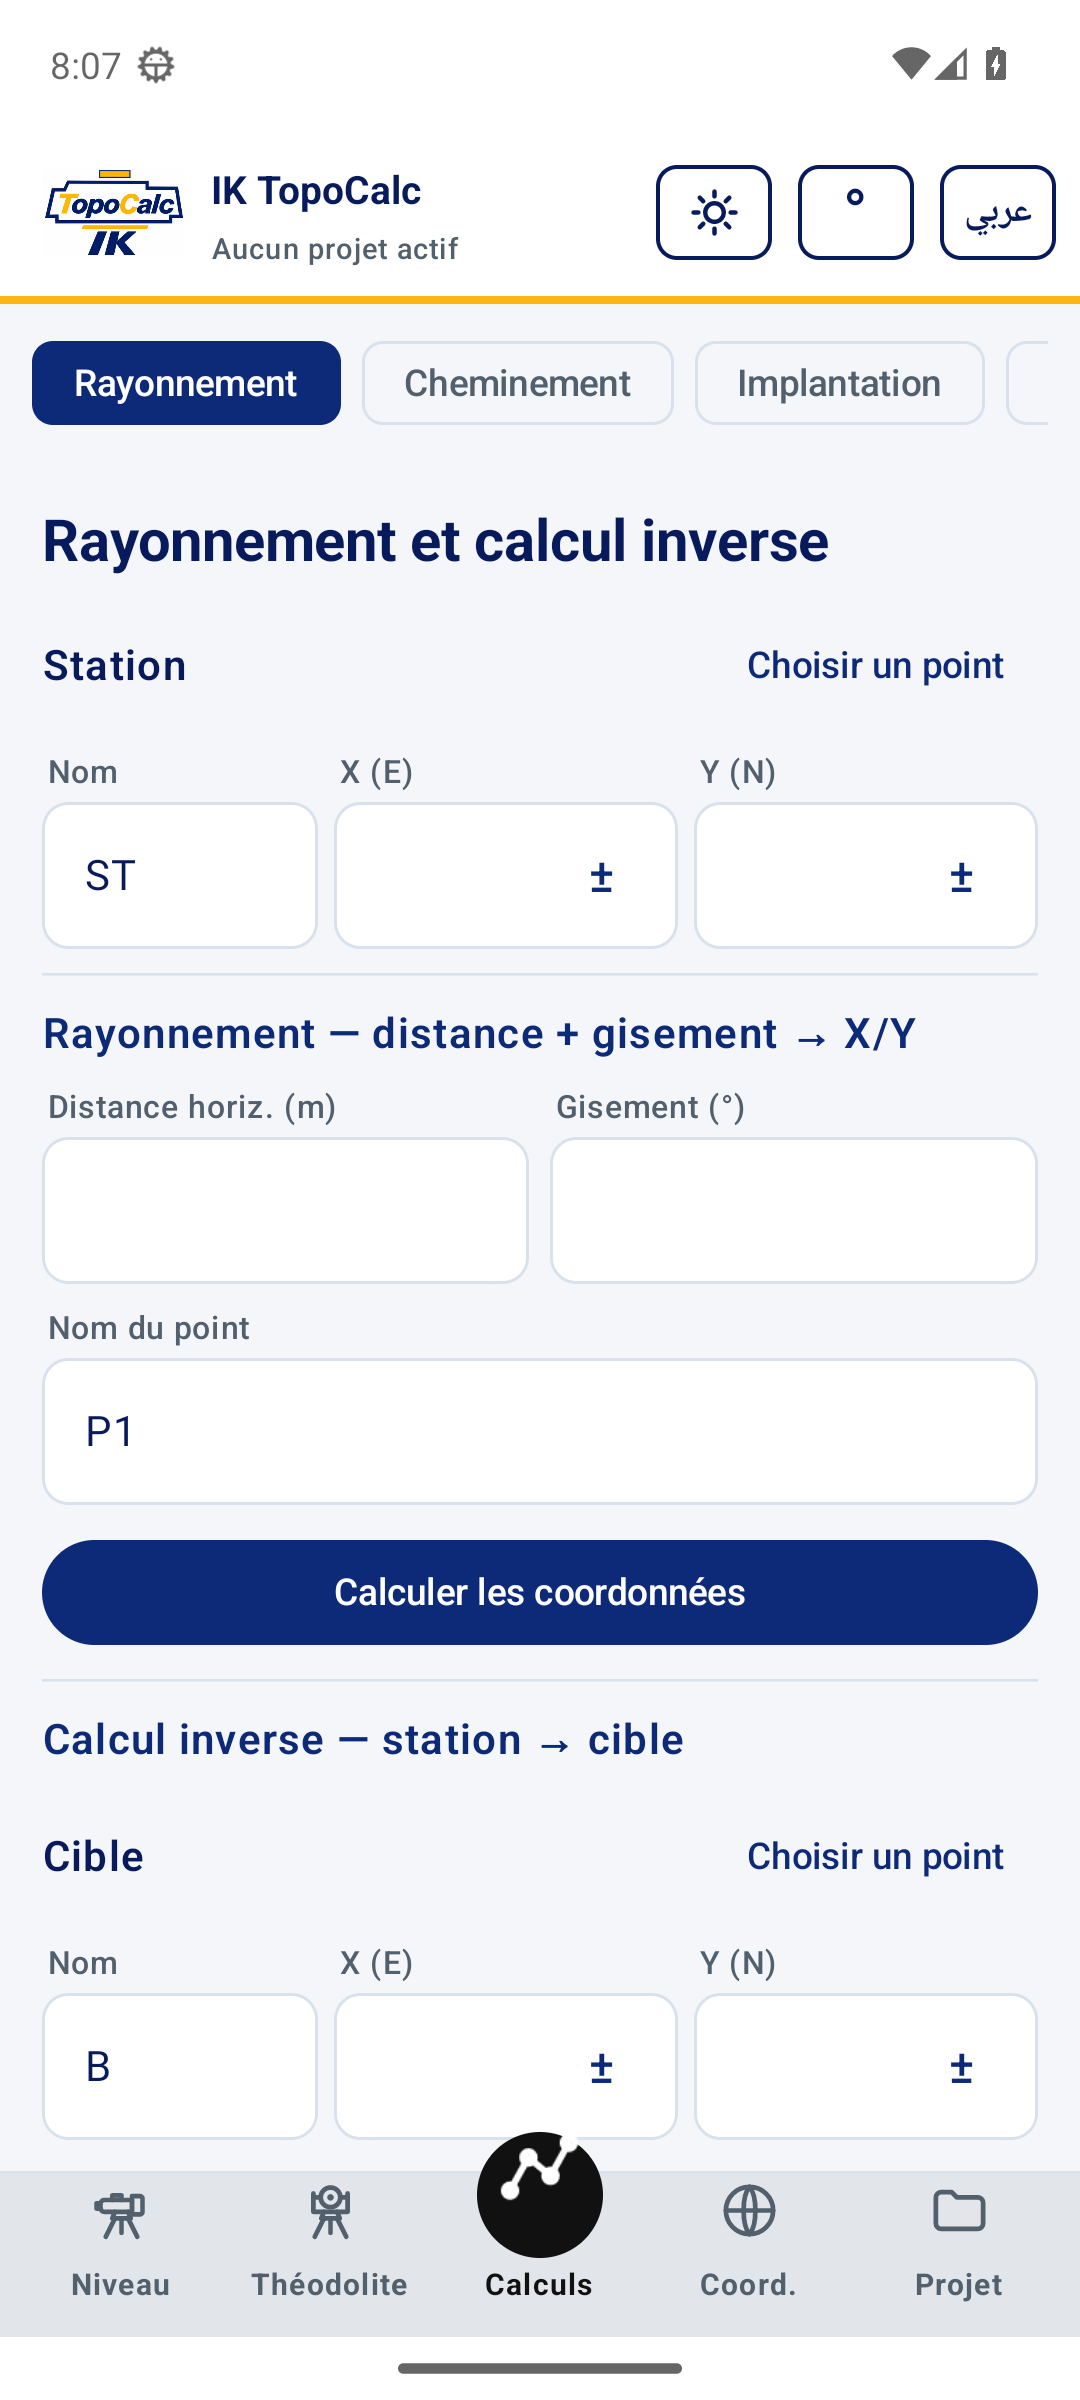 8:07
TopoCalc
IK
IK TopoCalc
Aucun projet actif
°
عربي
Rayonnement
Cheminement
Implantation
Rayonnement et calcul inverse
Station
Choisir un point
Nom
X (E)
Y (N)
ST
±
±
Rayonnement — distance + gisement → X/Y
Distance horiz. (m)
Gisement (°)
Nom du point
P1
Calculer les coordonnées
Calcul inverse — station → cible
Cible
Choisir un point
Nom
X (E)
Y (N)
B
±
±
Niveau
Théodolite
Calculs
Coord.
Projet